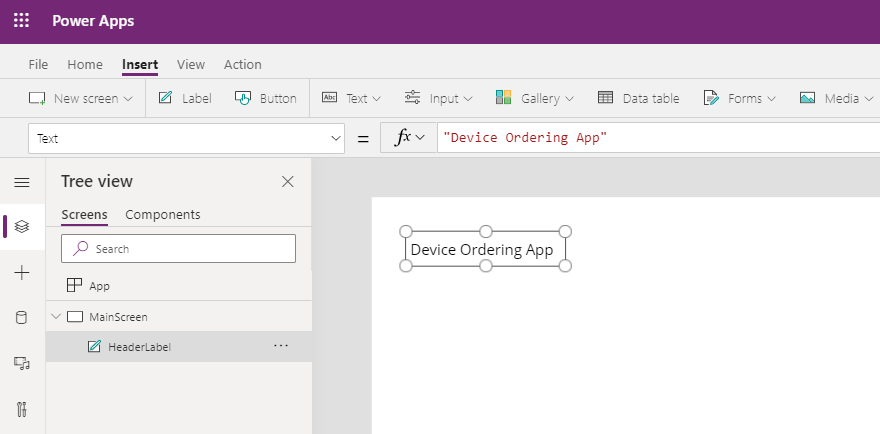 Power Apps
File Home Insert View Action
New screen Label Button Abc Text Input Gallery Data table Forms Media
Text = fx "Device Ordering App"
Tree view
Screens Components
Search
App
MainScreen
HeaderLabel ...
Device Ordering App